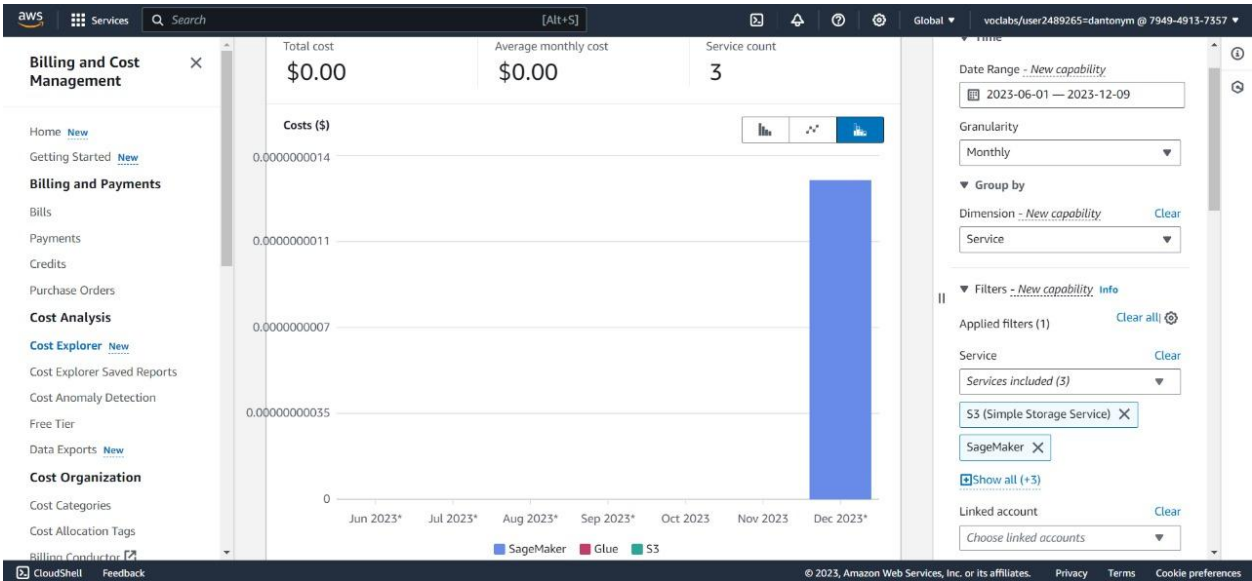 aws Services Search [Alt+S] Global voclabs/user2489265=dantonym @ 7949-4913-7357
Billing and Cost
Management
Home New
Getting Started New
Billing and Payments
Bills
Payments
Credits
Purchase Orders
Cost Analysis
Cost Explorer New
Cost Explorer Saved Reports
Cost Anomaly Detection
Free Tier
Data Exports New
Cost Organization
Cost Categories
Cost Allocation Tags
Billing Conductor
Total cost
$0.00
Average monthly cost
$0.00
Service count
3
Costs ($)
0.0000000014
0.0000000011
0.0000000007
0.00000000035
0
Jun 2023* Jul 2023* Aug 2023* Sep 2023* Oct 2023 Nov 2023 Dec 2023*
SageMaker Glue S3
Time
Date Range - New capability
2023-06-01 — 2023-12-09
Granularity
Monthly
Group by
Dimension - New capability Clear
Service
Filters - New capability Info
Applied filters (1) Clear all
Service Clear
Services included (3)
S3 (Simple Storage Service)
SageMaker
Show all (+3)
Linked account Clear
Choose linked accounts
CloudShell Feedback © 2023, Amazon Web Services, Inc. or its affiliates. Privacy Terms Cookie preferences